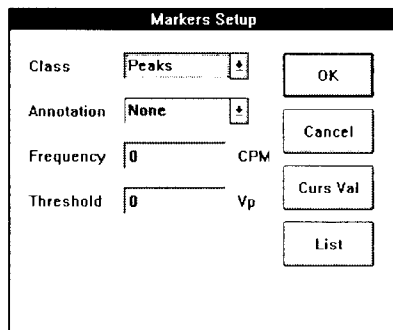 Markers Setup
Class Peaks OK
Annotation None Cancel
Frequency 0 CPM
Curs Val
Threshold 0 Vp
List